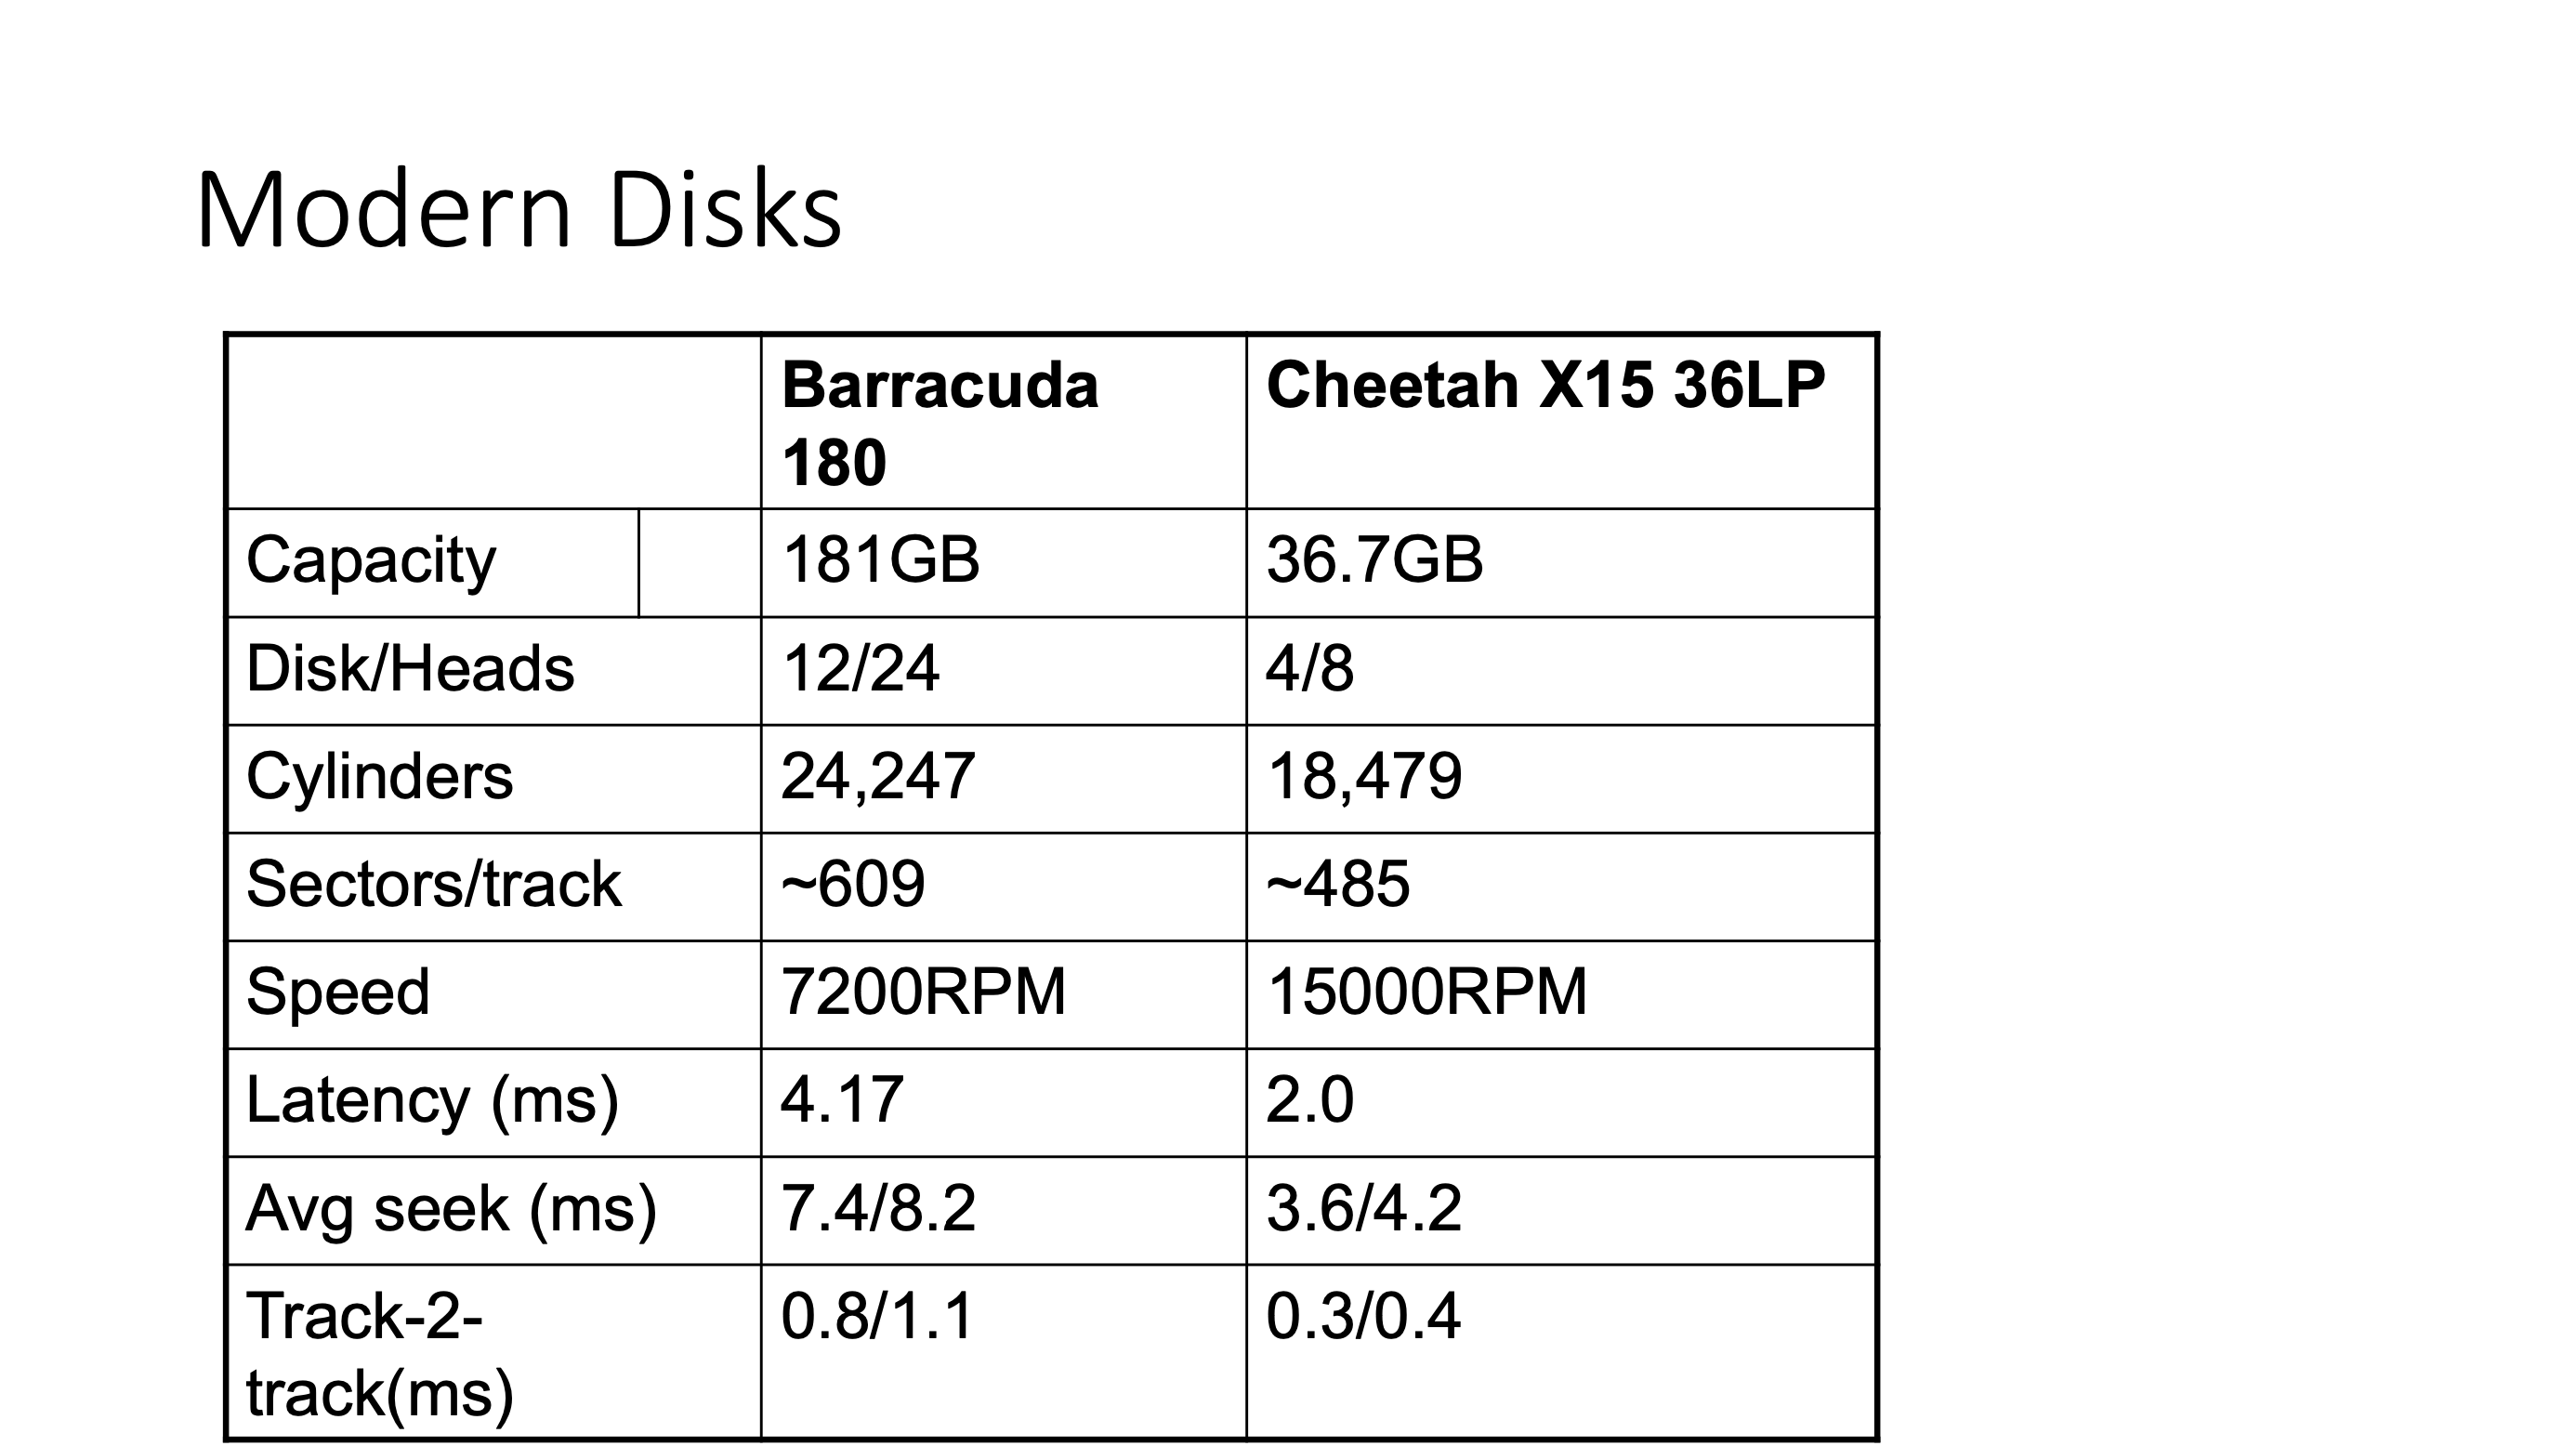 Modern Disks
Barracuda 180 Cheetah X15 36LP
Capacity 181GB 36.7GB
Disk/Heads 12/24 4/8
Cylinders 24,247 18,479
Sectors/track ~609 ~485
Speed 7200RPM 15000RPM
Latency (ms) 4.17 2.0
Avg seek (ms) 7.4/8.2 3.6/4.2
Track-2-track(ms) 0.8/1.1 0.3/0.4